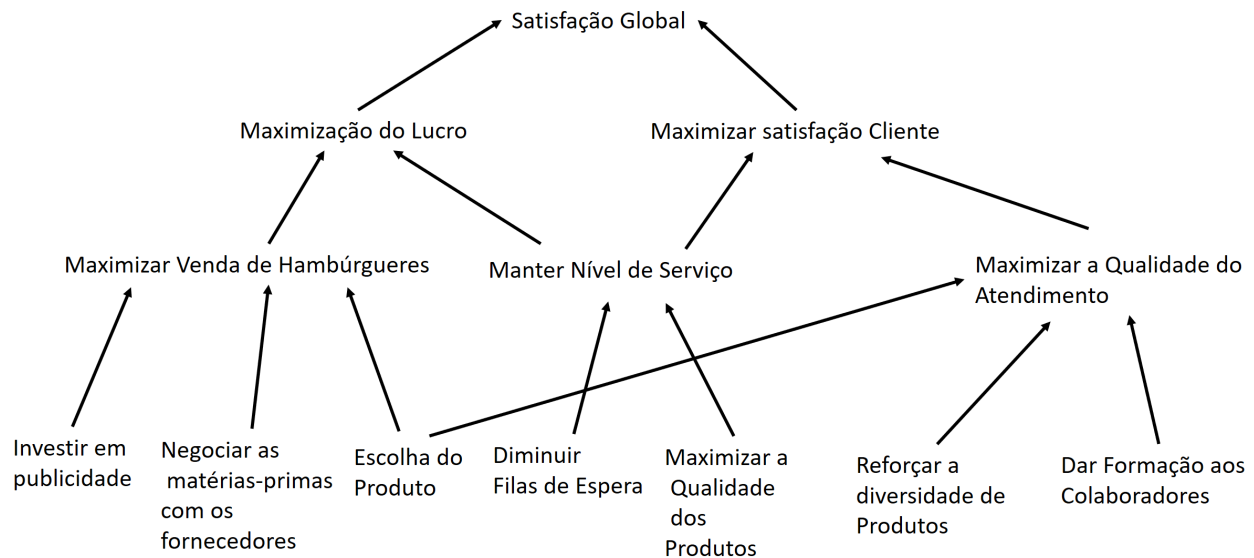 Satisfação Global
Maximização do Lucro
Maximizar satisfação Cliente
Maximizar Venda de Hambúrgueres
Manter Nível de Serviço
Maximizar a Qualidade do
Atendimento
Investir em
publicidade
Negociar as
matérias-primas
com os
fornecedores
Escolha do
Produto
Diminuir
Filas de Espera
Maximizar a
Qualidade
dos
Produtos
Reforçar a
diversidade de
Produtos
Dar Formação aos
Colaboradores